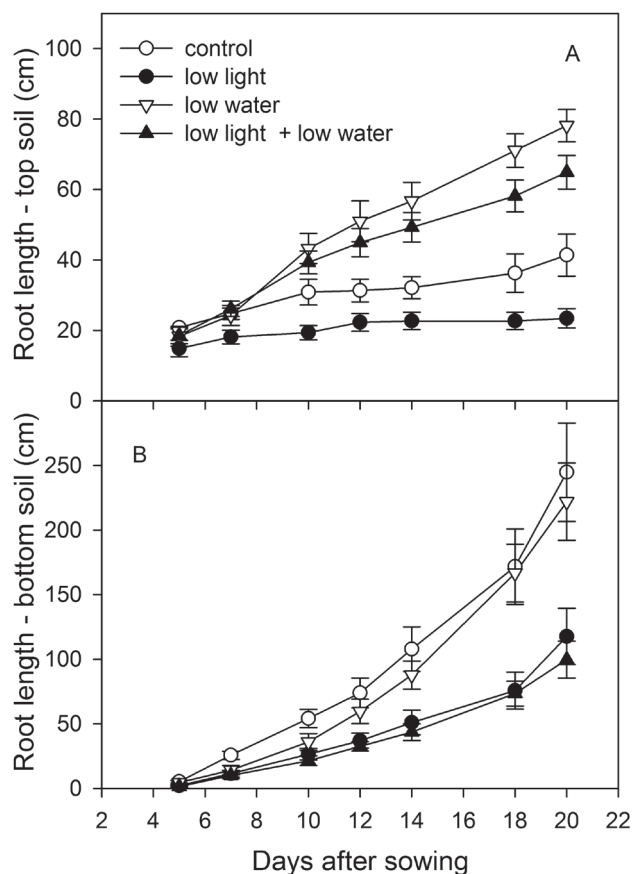 Root length - top soil (cm)
100
80
60
40
20
0
control
low light
low water
low light + low water
A
Root length - bottom soil (cm)
250
200
150
100
50
0
B
2 4 6 8 10 12 14 16 18 20 22
Days after sowing